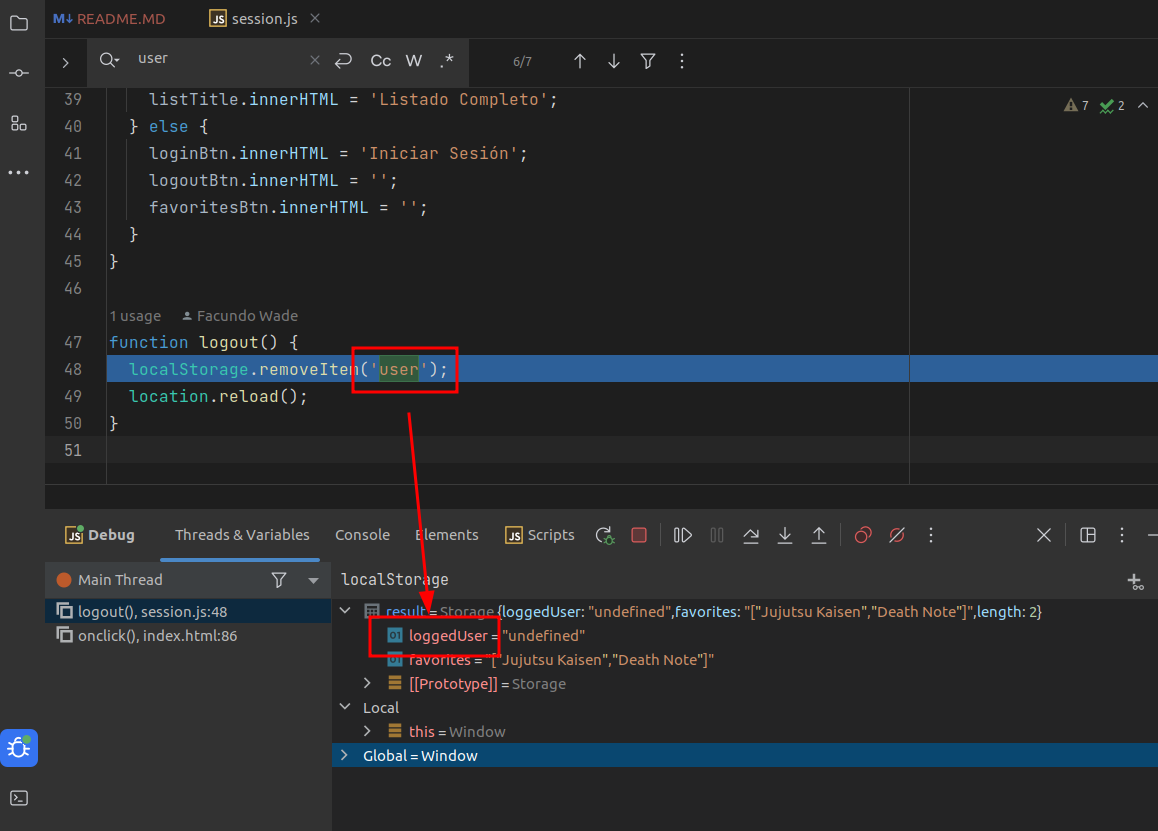 M↓ README.MD JS session.js
user Cc W .* 6/7
39 listTitle.innerHTML = 'Listado Completo'; 7 2
40 } else {
41 loginBtn.innerHTML = 'Iniciar Sesión';
42 logoutBtn.innerHTML = '';
43 favoritesBtn.innerHTML = '';
44 }
45 }
46
1 usage Facundo Wade
47 function logout() {
48 localStorage.removeItem('user');
49 location.reload();
50 }
51
JS Debug Threads & Variables Console Elements JS Scripts
Main Thread localStorage
logout(), session.js:48
onclick(), index.html:86
result = Storage {loggedUser: "undefined",favorites: "["Jujutsu Kaisen","Death Note"]",length: 2}
01 loggedUser = "undefined"
01 favorites = "["Jujutsu Kaisen","Death Note"]"
[[Prototype]] = Storage
Local
this = Window
Global = Window